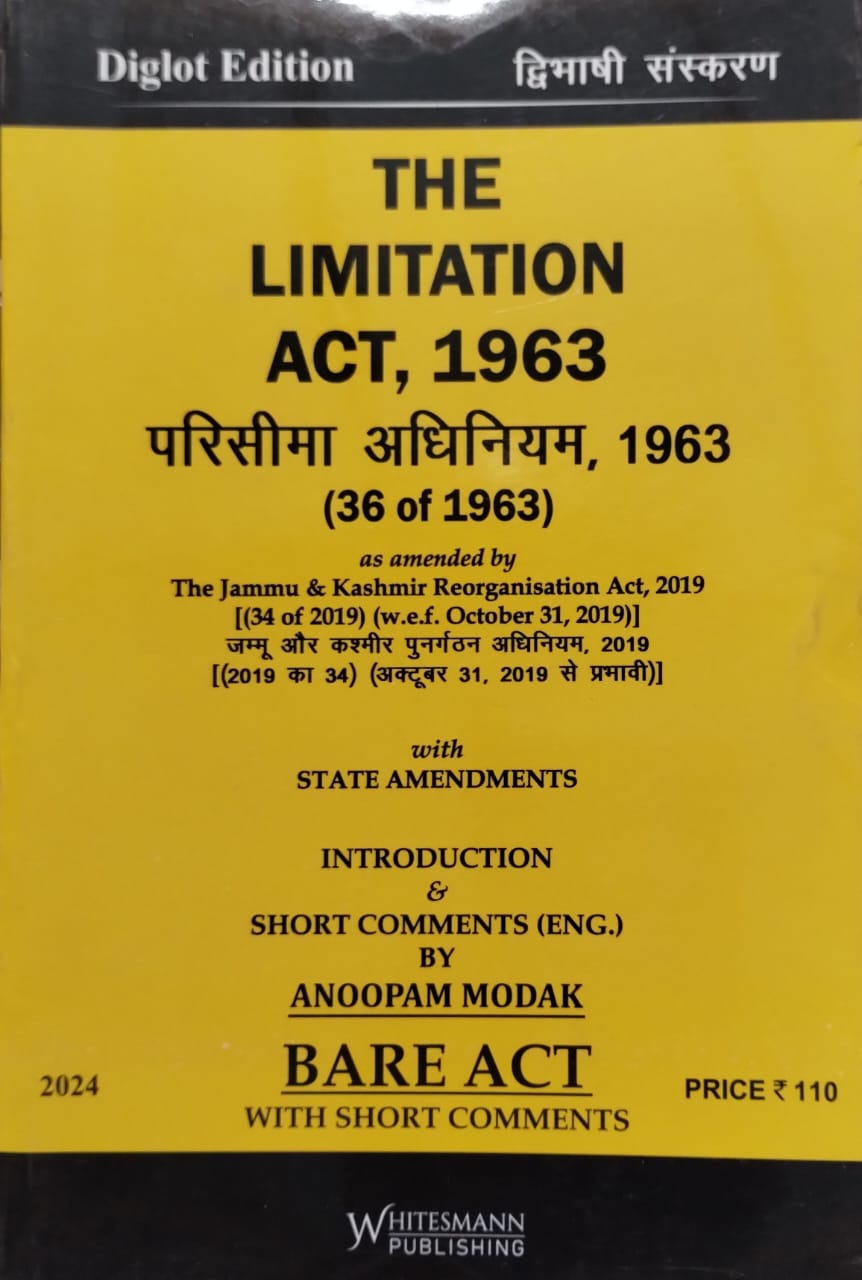 Diglot Edition द्विभाषी संस्करण
THE
LIMITATION
ACT, 1963
परिसीमा अधिनियम, 1963
(36 of 1963)
as amended by
The Jammu & Kashmir Reorganisation Act, 2019
[(34 of 2019) (w.e.f. October 31, 2019)]
जम्मू और कश्मीर पुनर्गठन अधिनियम, 2019
[(2019 का 34) (अक्टूबर 31, 2019 से प्रभावी)]
with
STATE AMENDMENTS
INTRODUCTION
&
SHORT COMMENTS (ENG.)
BY
ANOOPAM MODAK
BARE ACT
2024 PRICE ₹ 110
WITH SHORT COMMENTS
WHITESMANN
PUBLISHING